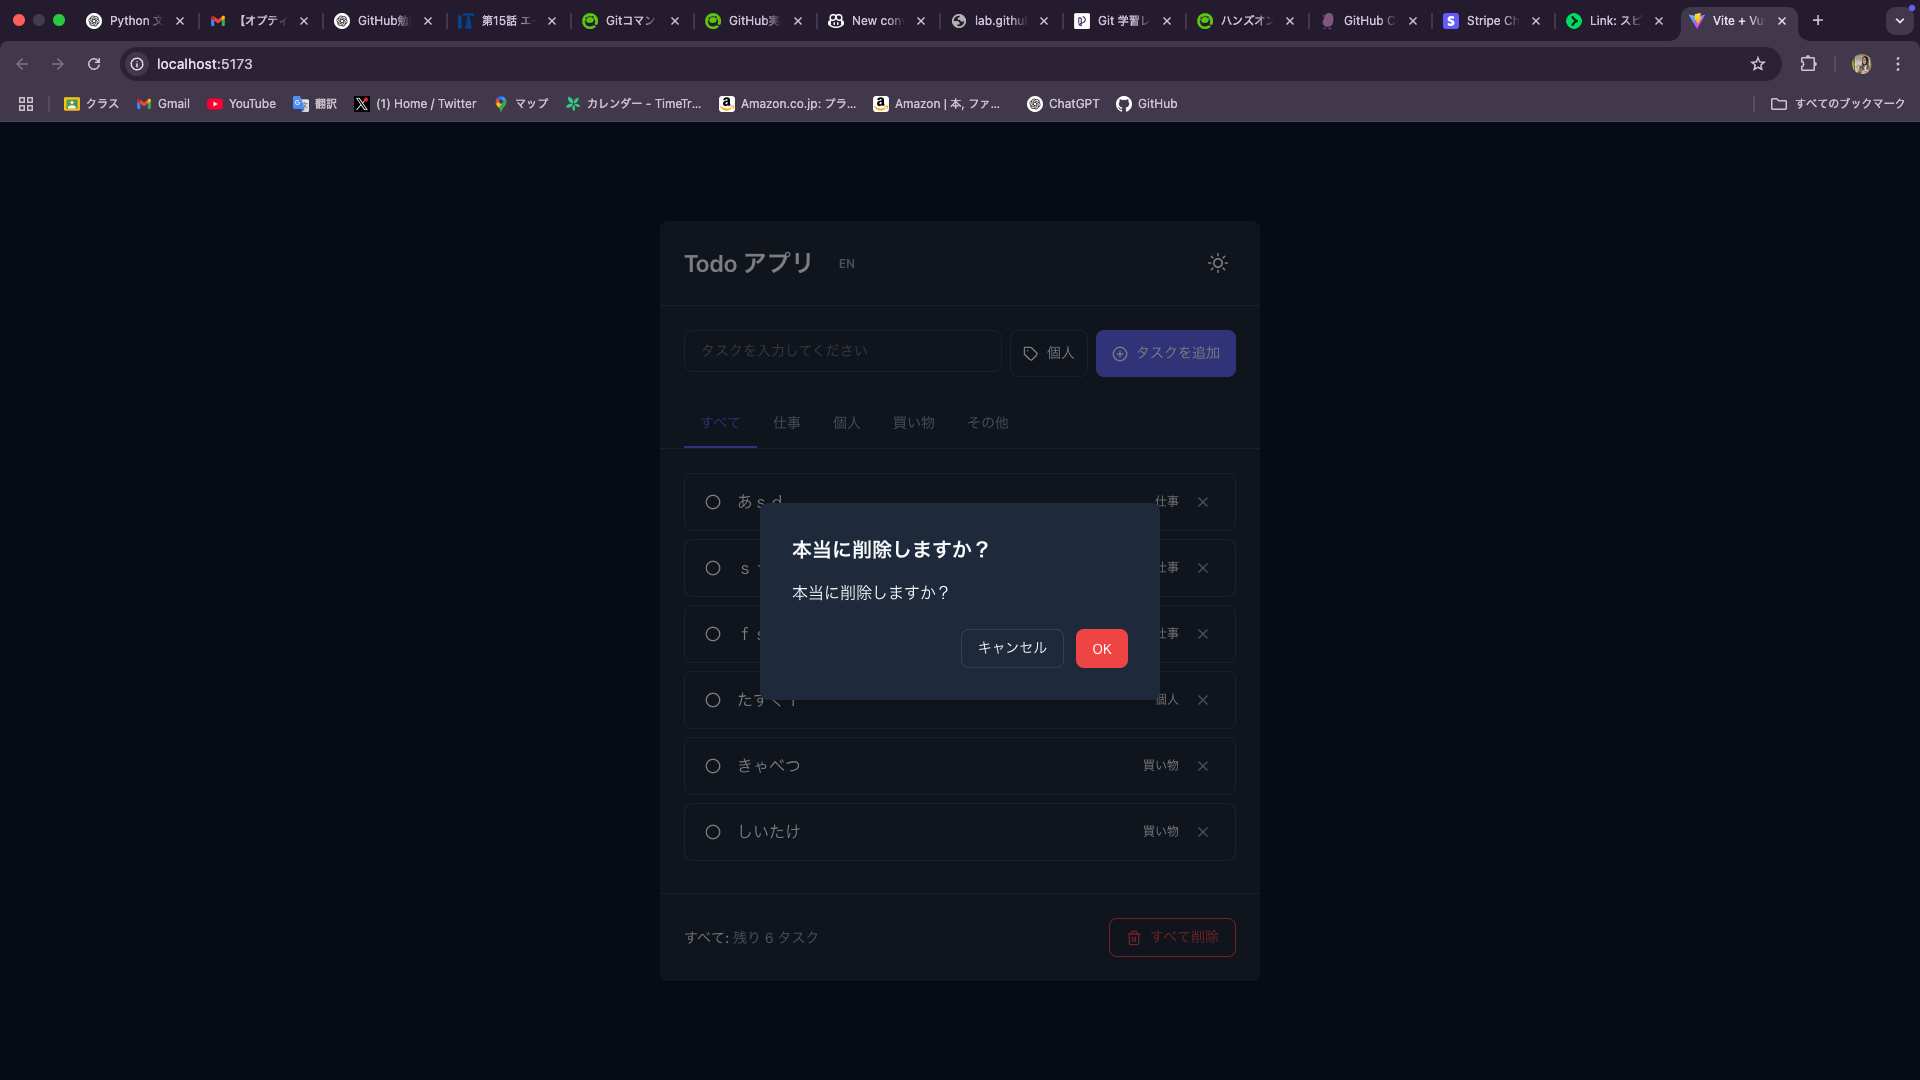 Python 文
【オプティ
GitHub勉
第15話 エ
Gitコマン
GitHub実
New con
lab.githu
Git 学習レ
ハンズオン
GitHub C
Stripe Ch
Link: スピ
Vite + Vu
localhost:5173
クラス
Gmail
YouTube
翻訳
(1) Home / Twitter
マップ
カレンダー - TimeTr...
Amazon.co.jp: プラ...
Amazon | 本, ファ...
ChatGPT
GitHub
すべてのブックマーク
Todo アプリ EN
タスクを入力してください
個人
タスクを追加
すべて 仕事 個人 買い物 その他
あｓｄ 仕事
ｓ 仕事
ｆｓ 仕事
たすく 個人
本当に削除しますか？
本当に削除しますか？
キャンセル
OK
きゃべつ 買い物
しいたけ 買い物
すべて: 残り 6 タスク
すべて削除